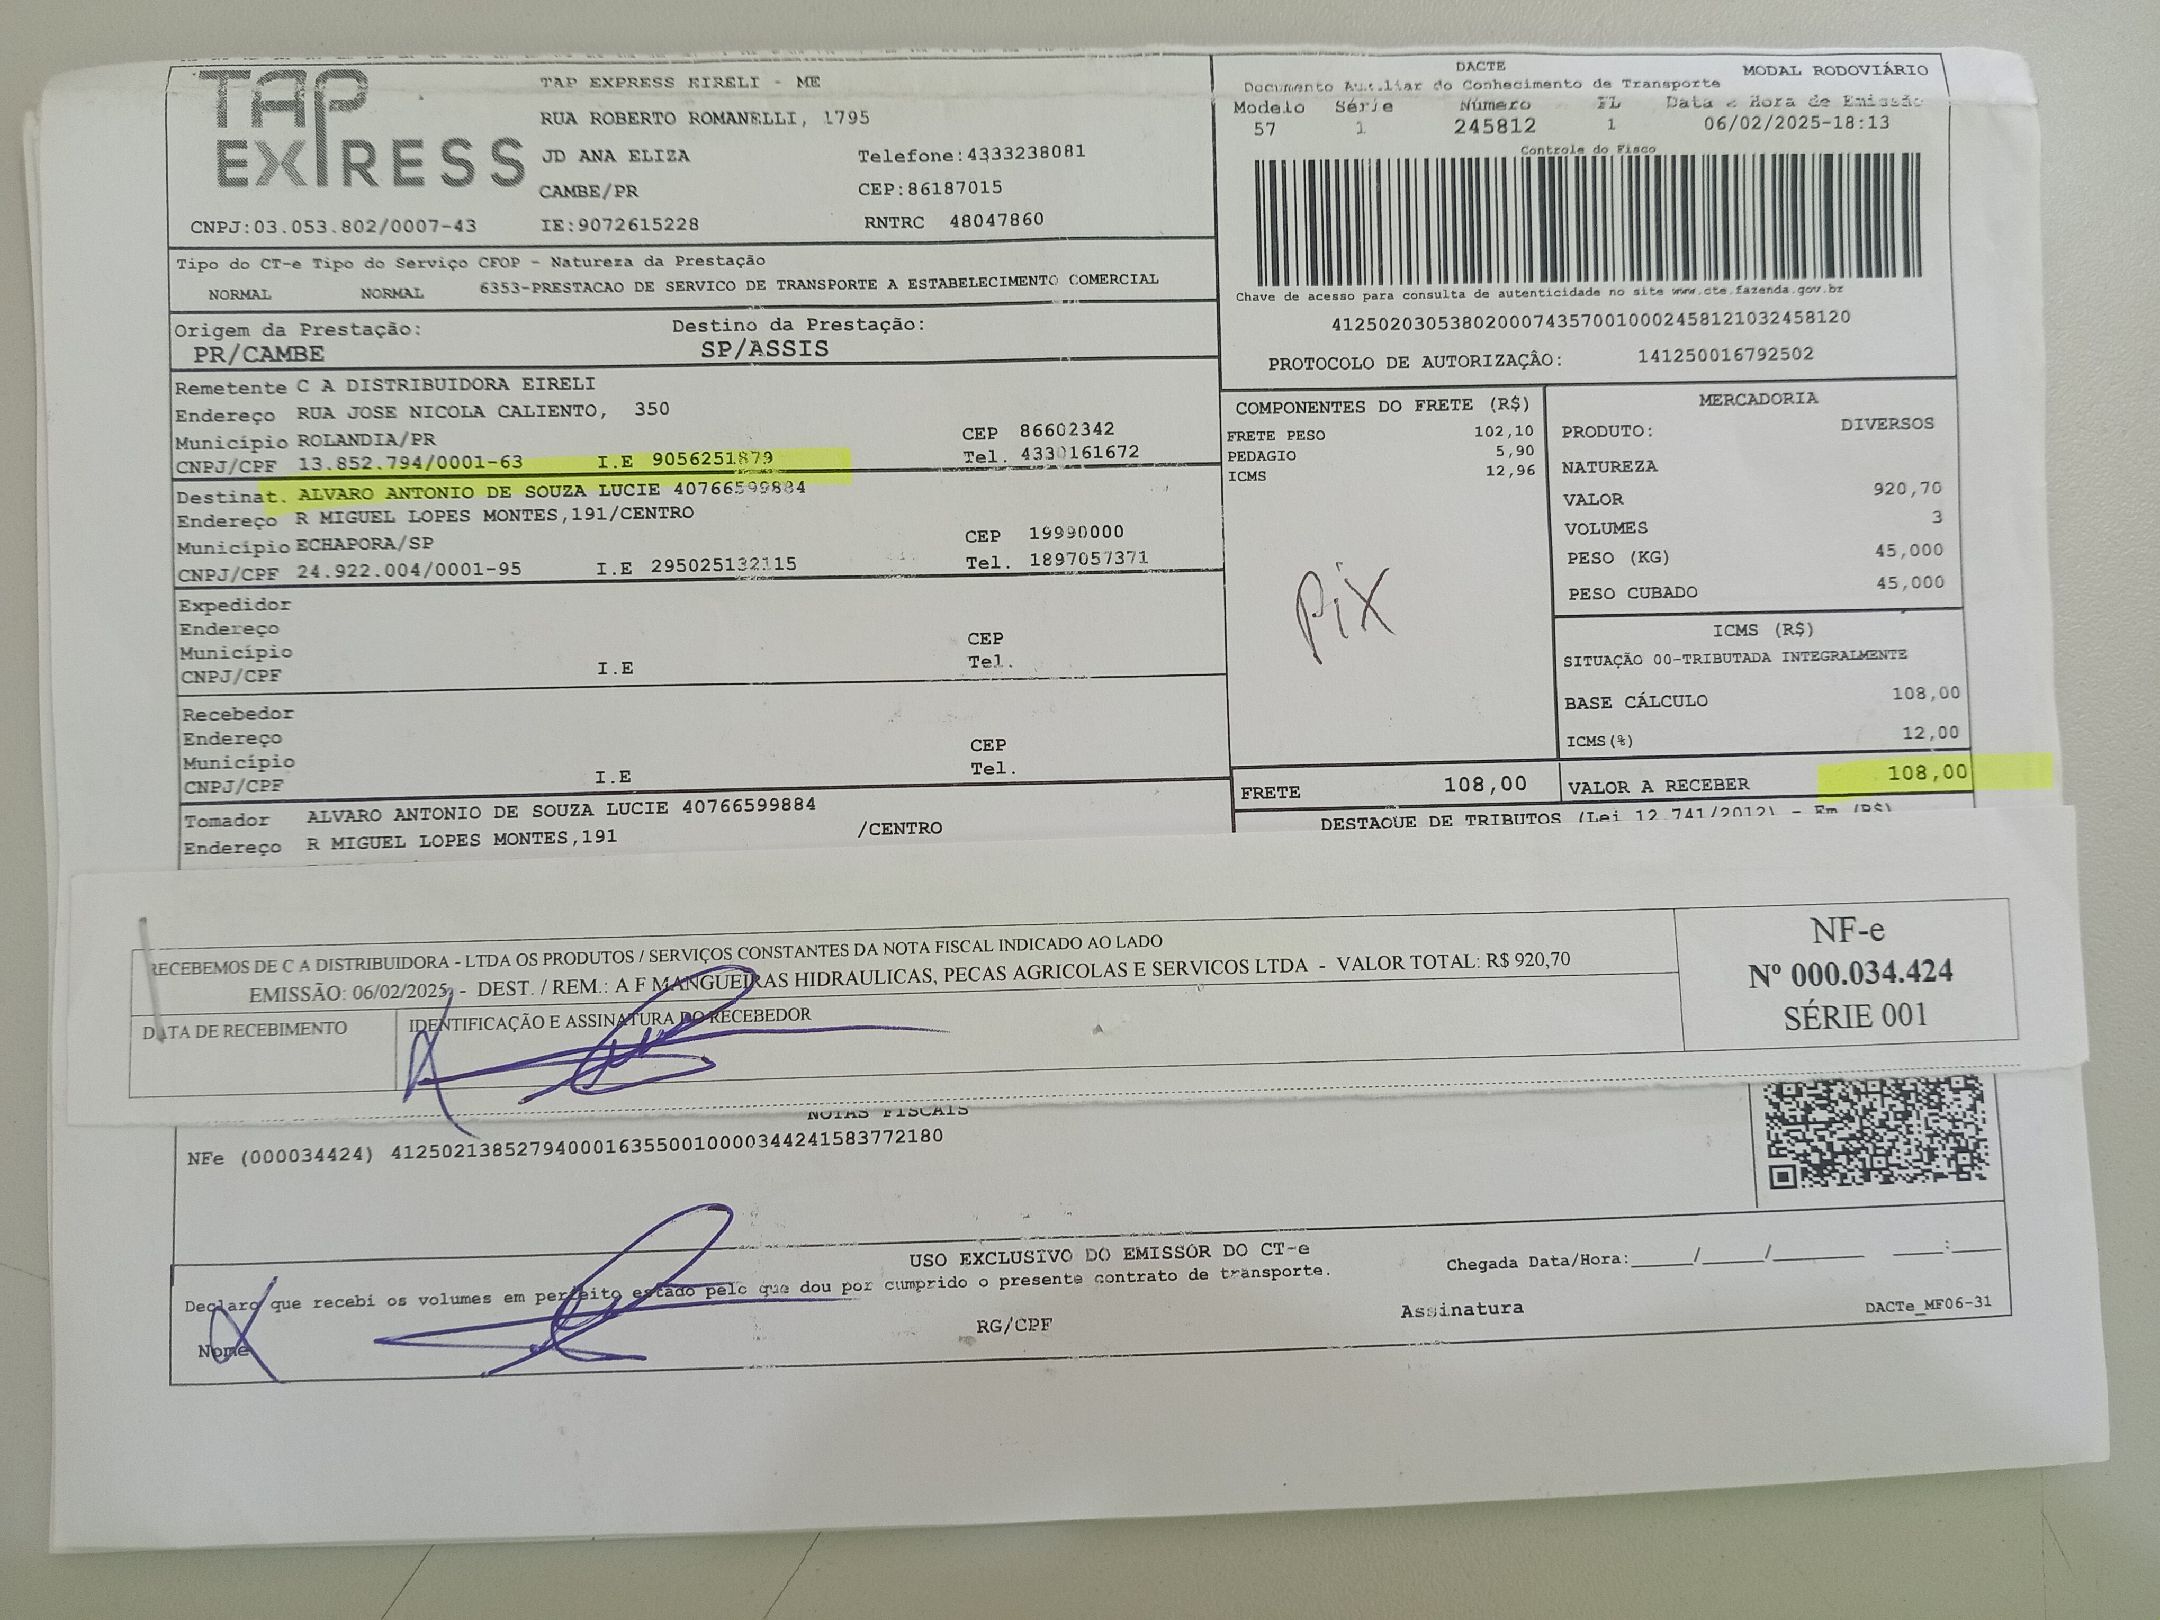 TAP EXPRESS
TAP EXPRESS EIRELI - ME
RUA ROBERTO ROMANELLI, 1795
JD ANA ELIZA Telefone:4333238081
CAMBE/PR CEP:86187015
CNPJ:03.053.802/0007-43 IE:9072615228 RNTRC 48047860
DACTE MODAL RODOVIÁRIO
Documento Auxiliar do Conhecimento de Transporte
Modelo Série Número FL Data e Hora de Emissão
57 1 245812 1 06/02/2025-18:13
Controle do Fisco
Chave de acesso para consulta de autenticidade no site www.cte.fazenda.gov.br
41250203053802000743570010002458121032458120
PROTOCOLO DE AUTORIZAÇÃO: 141250016792502
Tipo do CT-e Tipo do Serviço CFOP - Natureza da Prestação
NORMAL NORMAL 6353-PRESTACAO DE SERVICO DE TRANSPORTE A ESTABELECIMENTO COMERCIAL
Origem da Prestação: Destino da Prestação:
PR/CAMBE SP/ASSIS
Remetente C A DISTRIBUIDORA EIRELI
Endereço RUA JOSE NICOLA CALIENTO, 350
Município ROLANDIA/PR CEP 86602342
CNPJ/CPF 13.852.794/0001-63 I.E 9056251879 Tel. 4330161672
Destinat. ALVARO ANTONIO DE SOUZA LUCIE 40766599884
Endereço R MIGUEL LOPES MONTES,191/CENTRO
Município ECHAPORA/SP CEP 19990000
CNPJ/CPF 24.922.004/0001-95 I.E 295025132115 Tel. 1897057371
Expedidor
Endereço
Município CEP
CNPJ/CPF I.E Tel.
Recebedor
Endereço
Município CEP
CNPJ/CPF I.E Tel.
Tomador ALVARO ANTONIO DE SOUZA LUCIE 40766599884
Endereço R MIGUEL LOPES MONTES,191 /CENTRO
COMPONENTES DO FRETE (R$)
FRETE PESO 102,10
PEDAGIO 5,90
ICMS 12,96
Pix
FRETE 108,00
MERCADORIA
PRODUTO: DIVERSOS
NATUREZA
VALOR 920,70
VOLUMES 3
PESO (KG) 45,000
PESO CUBADO 45,000
ICMS (R$)
SITUAÇÃO 00-TRIBUTADA INTEGRALMENTE
BASE CÁLCULO 108,00
ICMS(%) 12,00
VALOR A RECEBER 108,00
DESTAQUE DE TRIBUTOS (Lei 12.741/2012) - Em (R$)
RECEBEMOS DE C A DISTRIBUIDORA - LTDA OS PRODUTOS / SERVIÇOS CONSTANTES DA NOTA FISCAL INDICADO AO LADO
EMISSÃO: 06/02/2025 - DEST. / REM.: A F MANGUEIRAS HIDRAULICAS, PECAS AGRICOLAS E SERVICOS LTDA - VALOR TOTAL: R$ 920,70
DATA DE RECEBIMENTO IDENTIFICAÇÃO E ASSINATURA DO RECEBEDOR
NF-e
Nº 000.034.424
SÉRIE 001
NOTAS FISCAIS
NFe (000034424) 41250213852794000163550010000344241583772180
USO EXCLUSIVO DO EMISSOR DO CT-e
Declaro que recebi os volumes em perfeito estado pelo que dou por cumprido o presente contrato de transporte.
Chegada Data/Hora:____/____/______ ____:____
Nome RG/CPF Assinatura DACTe_MF06-31